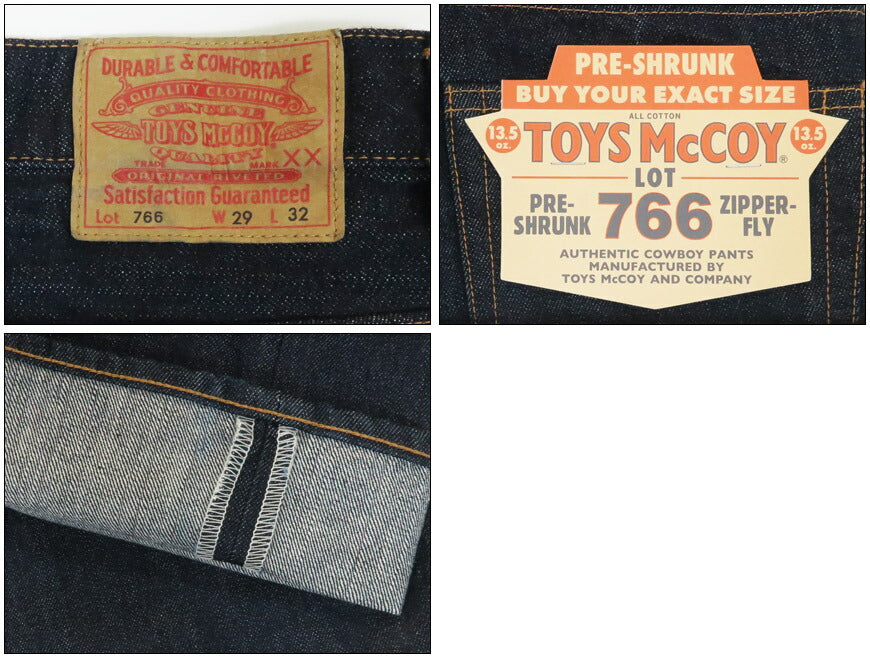 DURABLE & COMFORTABLE
QUALITY CLOTHING
GENUINE
TOYS McCOY
QUALITY
TRADE MARK XX
ORIGINAL RIVETED
Satisfaction Guaranteed
Lot 766 W 29 L 32
PRE-SHRUNK
BUY YOUR EXACT SIZE
ALL COTTON
13.5 OZ. TOYS McCOY® 13.5 OZ.
LOT
PRE-SHRUNK 766 ZIPPER-FLY
AUTHENTIC COWBOY PANTS
MANUFACTURED BY
TOYS McCOY AND COMPANY